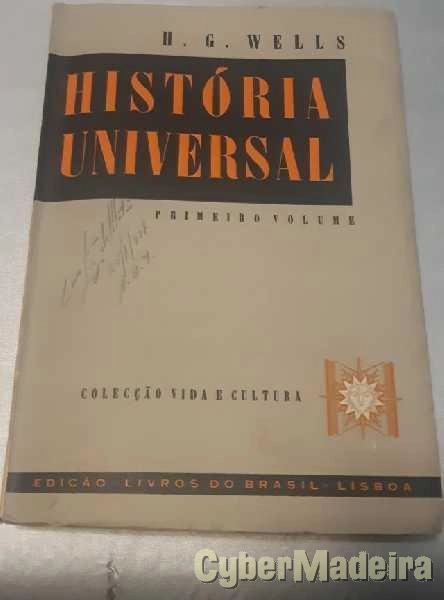 H. G. WELLS
HISTÓRIA
UNIVERSAL
PRIMEIRO VOLUME
COLECÇÃO VIDA E CULTURA
EDIÇÃO - LIVROS DO BRASIL - LISBOA
CyberMadeira